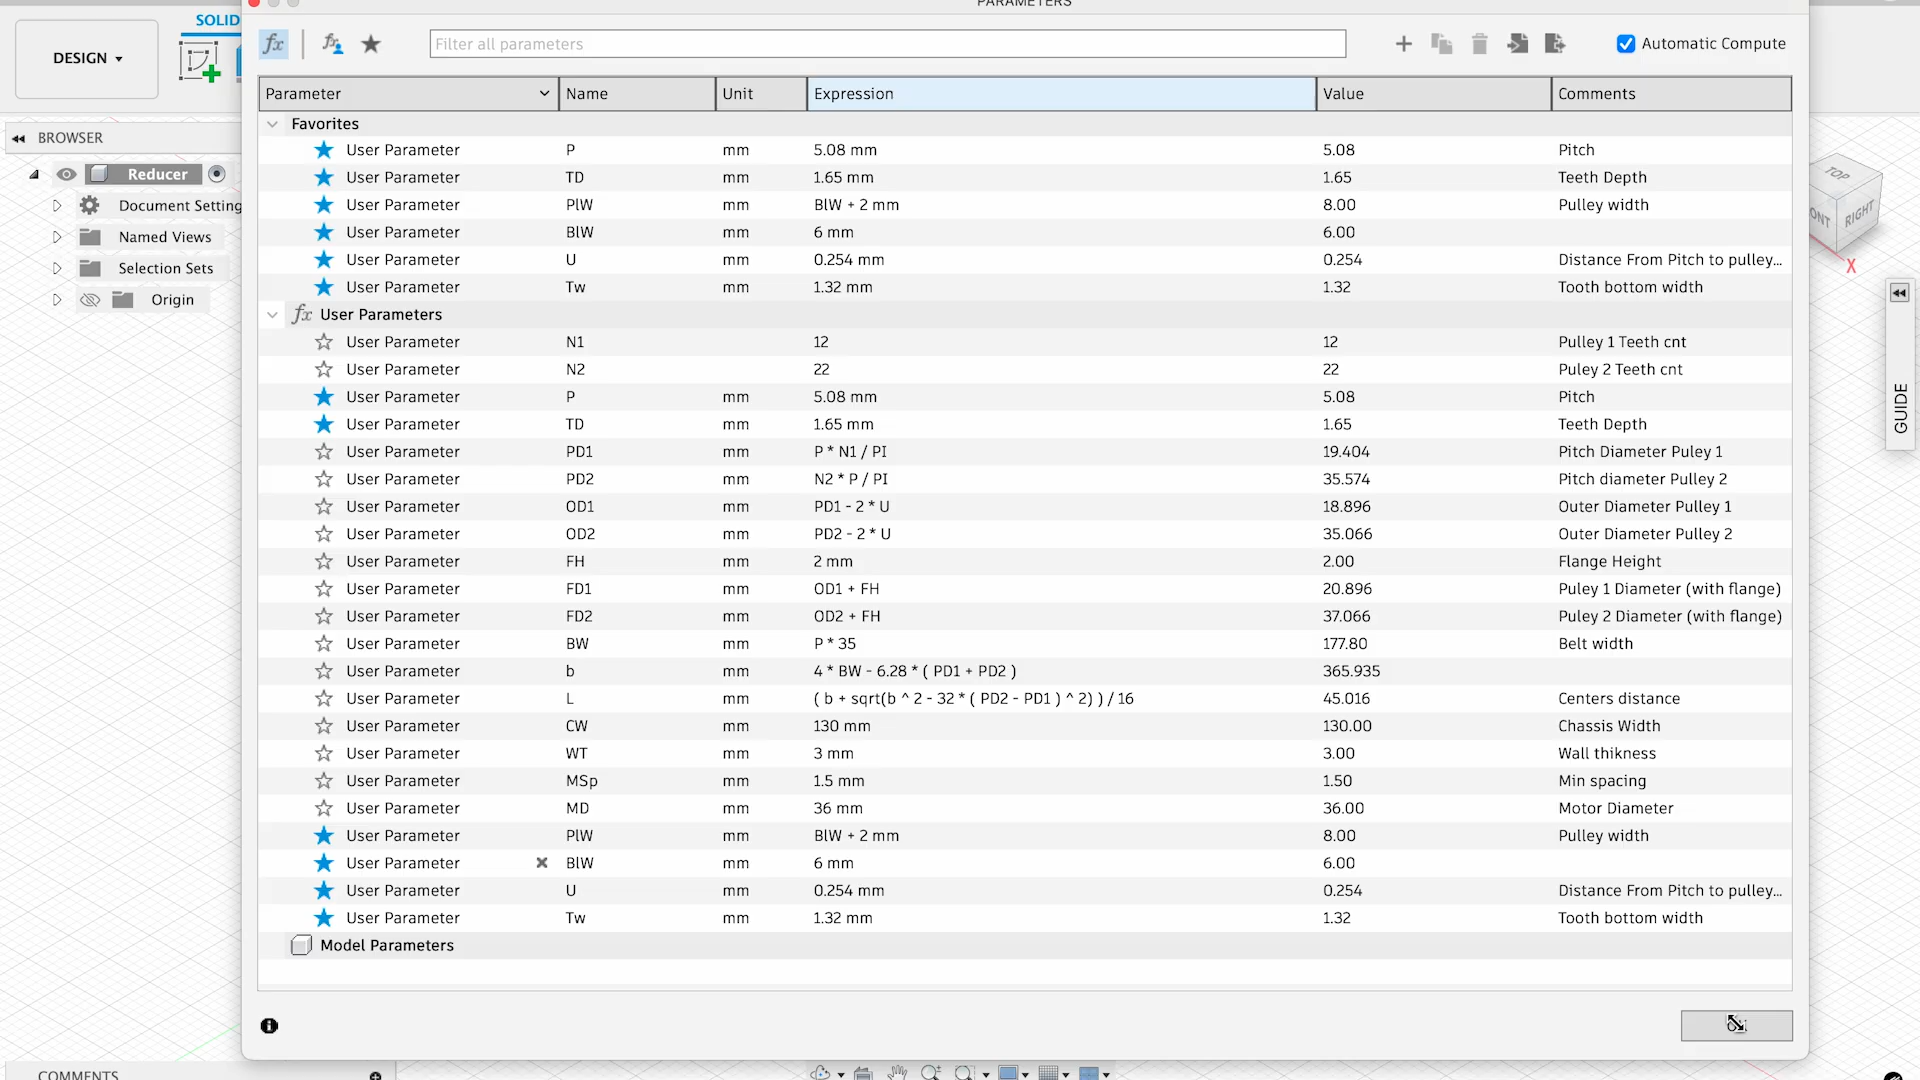 PARAMETERS
SOLID
DESIGN
fx
Filter all parameters
Automatic Compute
Parameter Name Unit Expression Value Comments
BROWSER
Reducer
Document Setting
Named Views
Selection Sets
Origin
Favorites
User Parameter P mm 5.08 mm 5.08 Pitch
User Parameter TD mm 1.65 mm 1.65 Teeth Depth
User Parameter PlW mm BlW + 2 mm 8.00 Pulley width
User Parameter BlW mm 6 mm 6.00
User Parameter U mm 0.254 mm 0.254 Distance From Pitch to pulley...
User Parameter Tw mm 1.32 mm 1.32 Tooth bottom width
fx User Parameters
User Parameter N1 12 12 Pulley 1 Teeth cnt
User Parameter N2 22 22 Puley 2 Teeth cnt
User Parameter P mm 5.08 mm 5.08 Pitch
User Parameter TD mm 1.65 mm 1.65 Teeth Depth
User Parameter PD1 mm P * N1 / PI 19.404 Pitch Diameter Puley 1
User Parameter PD2 mm N2 * P / PI 35.574 Pitch diameter Pulley 2
User Parameter OD1 mm PD1 - 2 * U 18.896 Outer Diameter Pulley 1
User Parameter OD2 mm PD2 - 2 * U 35.066 Outer Diameter Pulley 2
User Parameter FH mm 2 mm 2.00 Flange Height
User Parameter FD1 mm OD1 + FH 20.896 Puley 1 Diameter (with flange)
User Parameter FD2 mm OD2 + FH 37.066 Puley 2 Diameter (with flange)
User Parameter BW mm P * 35 177.80 Belt width
User Parameter b mm 4 * BW - 6.28 * ( PD1 + PD2 ) 365.935
User Parameter L mm ( b + sqrt(b ^ 2 - 32 * ( PD2 - PD1 ) ^ 2) ) / 16 45.016 Centers distance
User Parameter CW mm 130 mm 130.00 Chassis Width
User Parameter WT mm 3 mm 3.00 Wall thikness
User Parameter MSp mm 1.5 mm 1.50 Min spacing
User Parameter MD mm 36 mm 36.00 Motor Diameter
User Parameter PlW mm BlW + 2 mm 8.00 Pulley width
User Parameter BlW mm 6 mm 6.00
User Parameter U mm 0.254 mm 0.254 Distance From Pitch to pulley...
User Parameter Tw mm 1.32 mm 1.32 Tooth bottom width
Model Parameters
TOP
ONT
RIGHT
X
GUIDE
COMMENTS